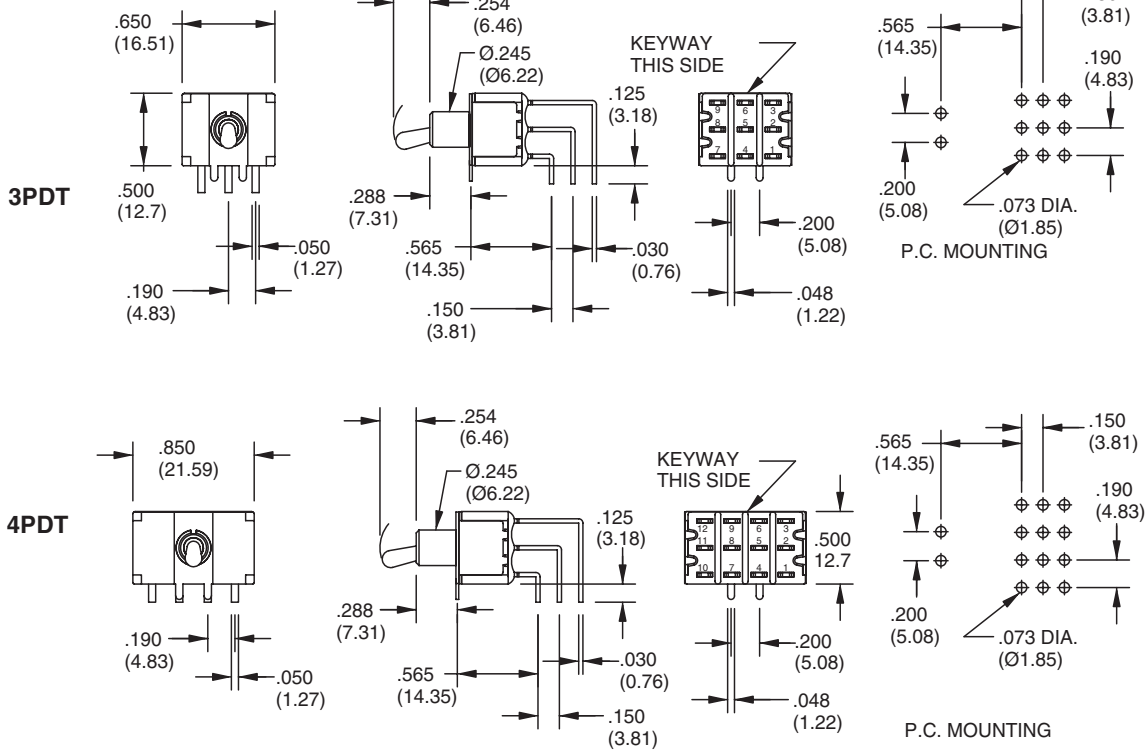 .650
(16.51)
.254
(6.46)
Ø.245
(Ø6.22)
.125
(3.18)
KEYWAY
THIS SIDE
9 6 3
8 5 2
7 4 1
.565
(14.35)
(3.81)
.190
(4.83)
3PDT
.500
(12.7)
.050
(1.27)
.190
(4.83)
.288
(7.31)
.565
(14.35)
.030
(0.76)
.150
(3.81)
.200
(5.08)
.048
(1.22)
.200
(5.08)
.073 DIA.
(Ø1.85)
P.C. MOUNTING
4PDT
.850
(21.59)
.190
(4.83)
.050
(1.27)
.254
(6.46)
Ø.245
(Ø6.22)
.125
(3.18)
.288
(7.31)
.565
(14.35)
.030
(0.76)
.150
(3.81)
KEYWAY
THIS SIDE
12 9 6 3
11 8 5 2
10 7 4 1
.500
12.7
.200
(5.08)
.048
(1.22)
.565
(14.35)
.150
(3.81)
.190
(4.83)
.200
(5.08)
.073 DIA.
(Ø1.85)
P.C. MOUNTING